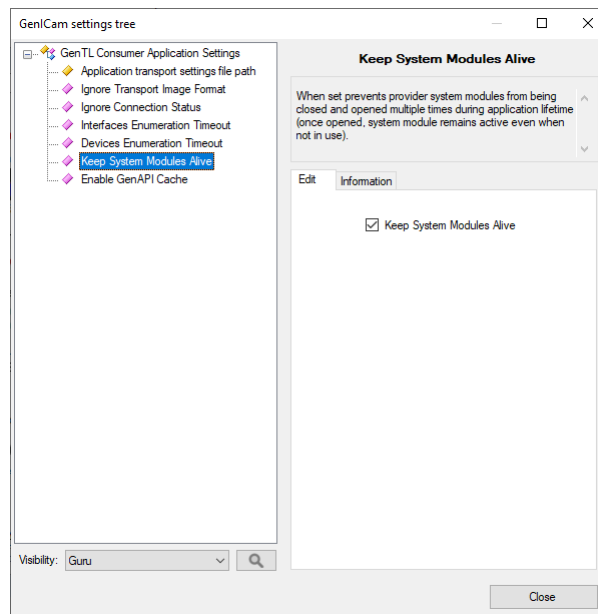 GenICam settings tree
GenTL Consumer Application Settings
Application transport settings file path
Ignore Transport Image Format
Ignore Connection Status
Interfaces Enumeration Timeout
Devices Enumeration Timeout
Keep System Modules Alive
Enable GenAPI Cache
Visibility: Guru
Keep System Modules Alive
When set prevents provider system modules from being
closed and opened multiple times during application lifetime
(once opened, system module remains active even when
not in use).
Edit Information
Keep System Modules Alive
Close